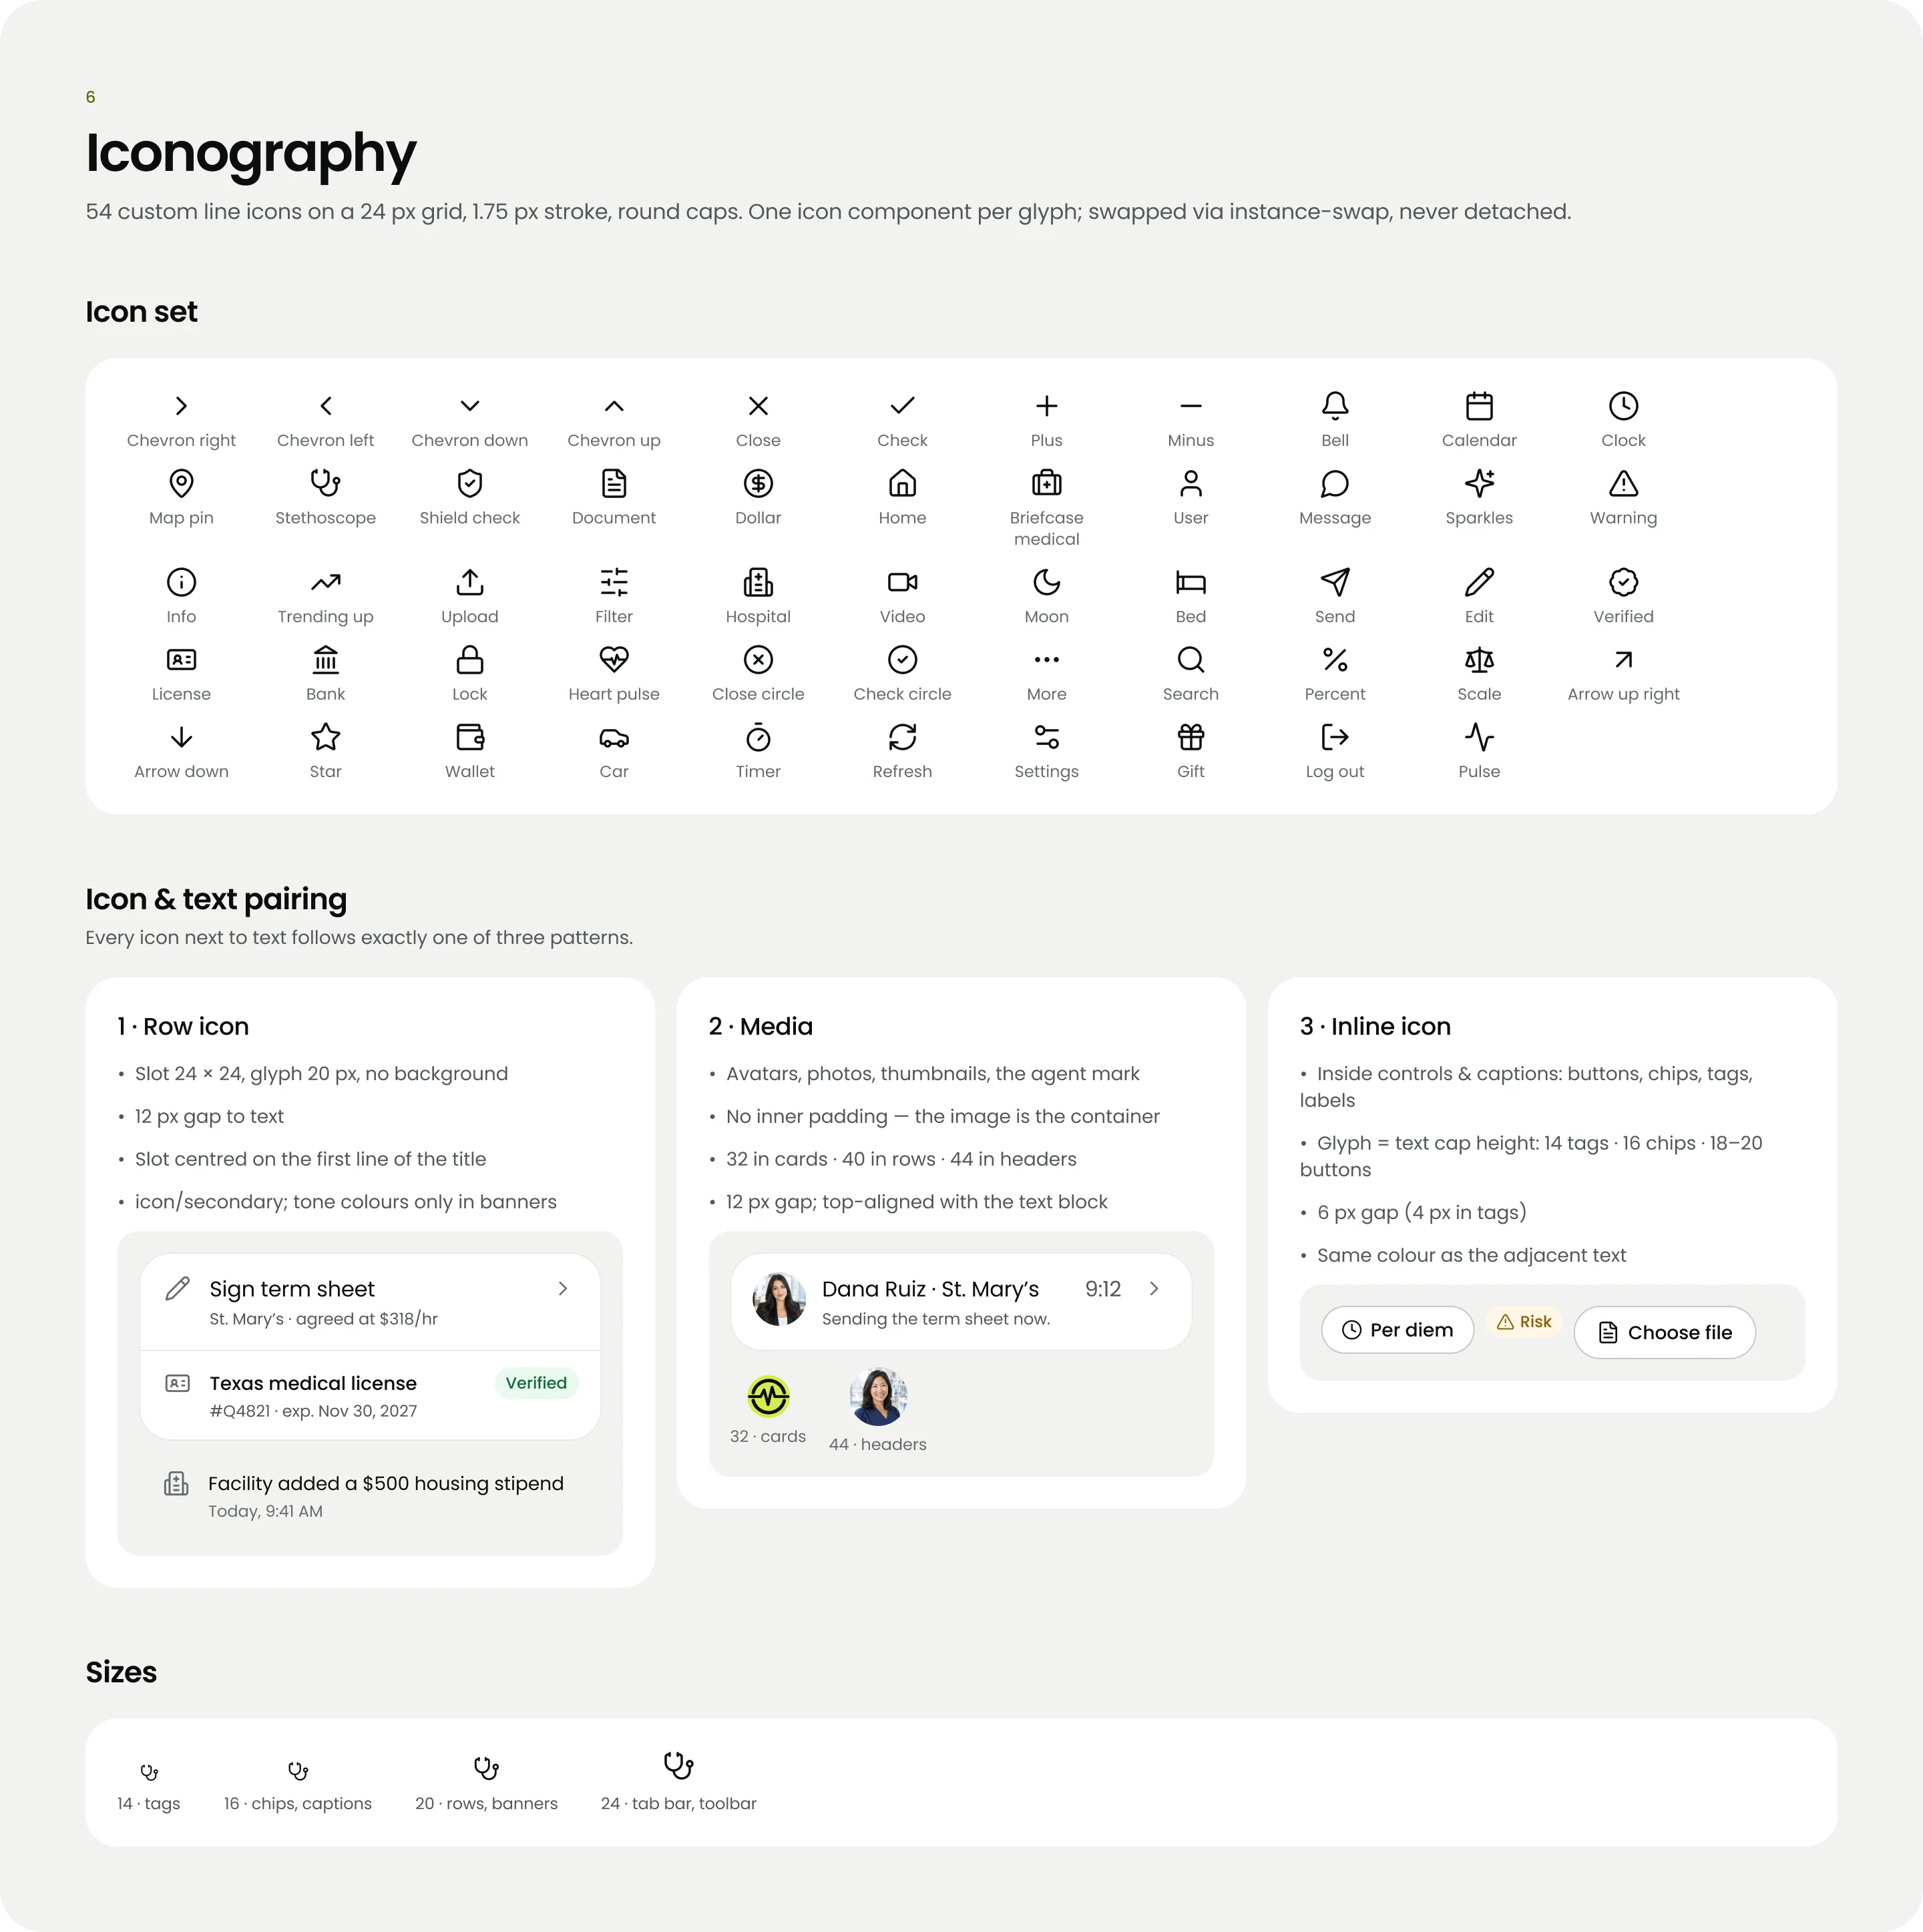 6
Iconography
54 custom line icons on a 24 px grid, 1.75 px stroke, round caps. One icon component per glyph; swapped via instance-swap, never detached.
Icon set
Chevron right
Chevron left
Chevron down
Chevron up
Close
Check
Plus
Minus
Bell
Calendar
Clock
Map pin
Stethoscope
Shield check
Document
Dollar
Home
Briefcase
medical
User
Message
Sparkles
Warning
Info
Trending up
Upload
Filter
Hospital
Video
Moon
Bed
Send
Edit
Verified
License
Bank
Lock
Heart pulse
Close circle
Check circle
More
Search
Percent
Scale
Arrow up right
Arrow down
Star
Wallet
Car
Timer
Refresh
Settings
Gift
Log out
Pulse
Icon & text pairing
Every icon next to text follows exactly one of three patterns.
1 · Row icon
• Slot 24 × 24, glyph 20 px, no background
• 12 px gap to text
• Slot centred on the first line of the title
• icon/secondary; tone colours only in banners
Sign term sheet
St. Mary’s · agreed at $318/hr
Texas medical license
Verified
#Q4821 · exp. Nov 30, 2027
Facility added a $500 housing stipend
Today, 9:41 AM
2 · Media
• Avatars, photos, thumbnails, the agent mark
• No inner padding — the image is the container
• 32 in cards · 40 in rows · 44 in headers
• 12 px gap; top-aligned with the text block
Dana Ruiz · St. Mary’s
9:12
Sending the term sheet now.
32 · cards
44 · headers
3 · Inline icon
• Inside controls & captions: buttons, chips, tags,
labels
• Glyph = text cap height: 14 tags · 16 chips · 18–20
buttons
• 6 px gap (4 px in tags)
• Same colour as the adjacent text
Per diem
Risk
Choose file
Sizes
14 · tags
16 · chips, captions
20 · rows, banners
24 · tab bar, toolbar